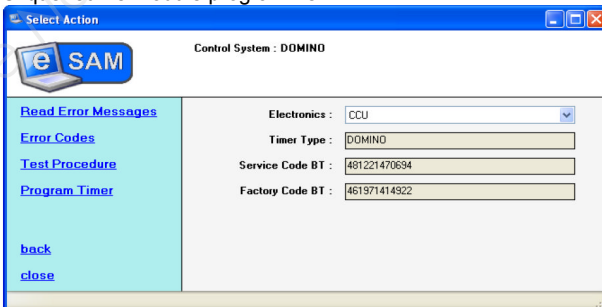 Select Action
eSAM
Control System : DOMINO
Read Error Messages
Error Codes
Test Procedure
Program Timer
back
close
Electronics : CCU
Timer Type : DOMINO
Service Code BT : 481221470694
Factory Code BT : 461971414922